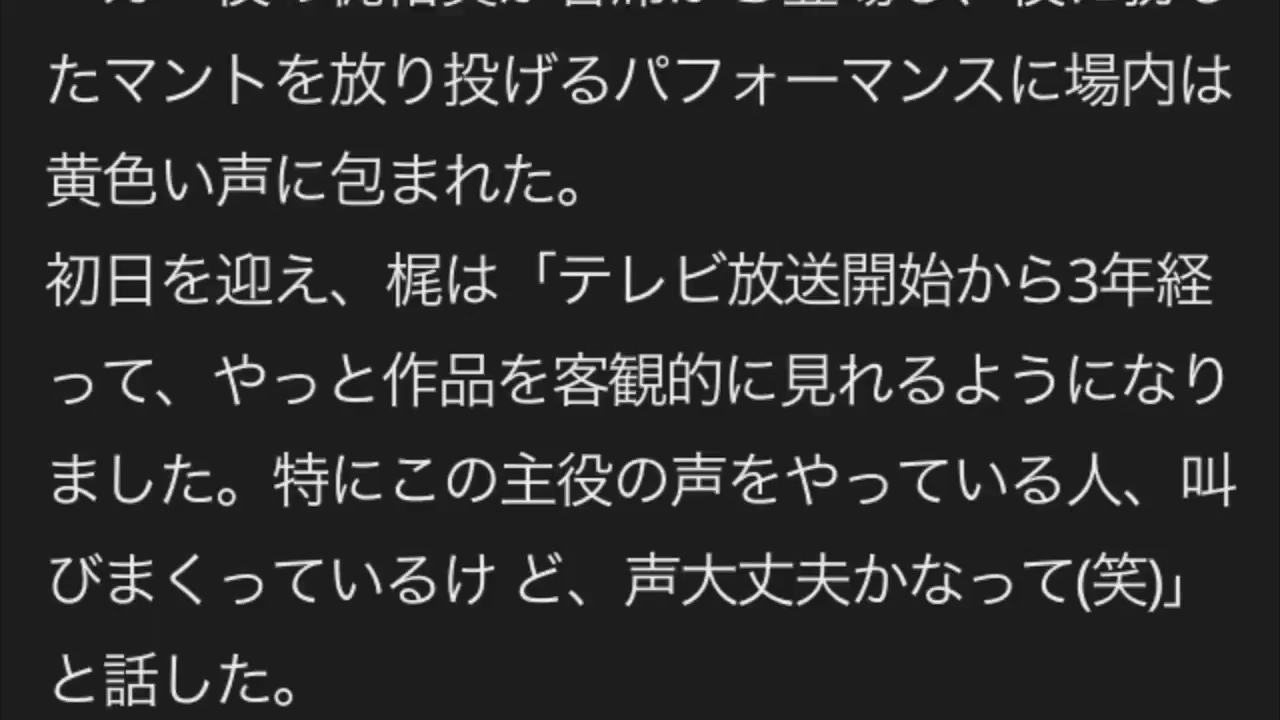 たマントを放り投げるパフォーマンスに場内は
黄色い声に包まれた。
初日を迎え、梶は「テレビ放送開始から3年経
って、やっと作品を客観的に見れるようになり
ました。特にこの主役の声をやっている人、叫
びまくっているけ ど、声大丈夫かなって(笑)」
と話した。